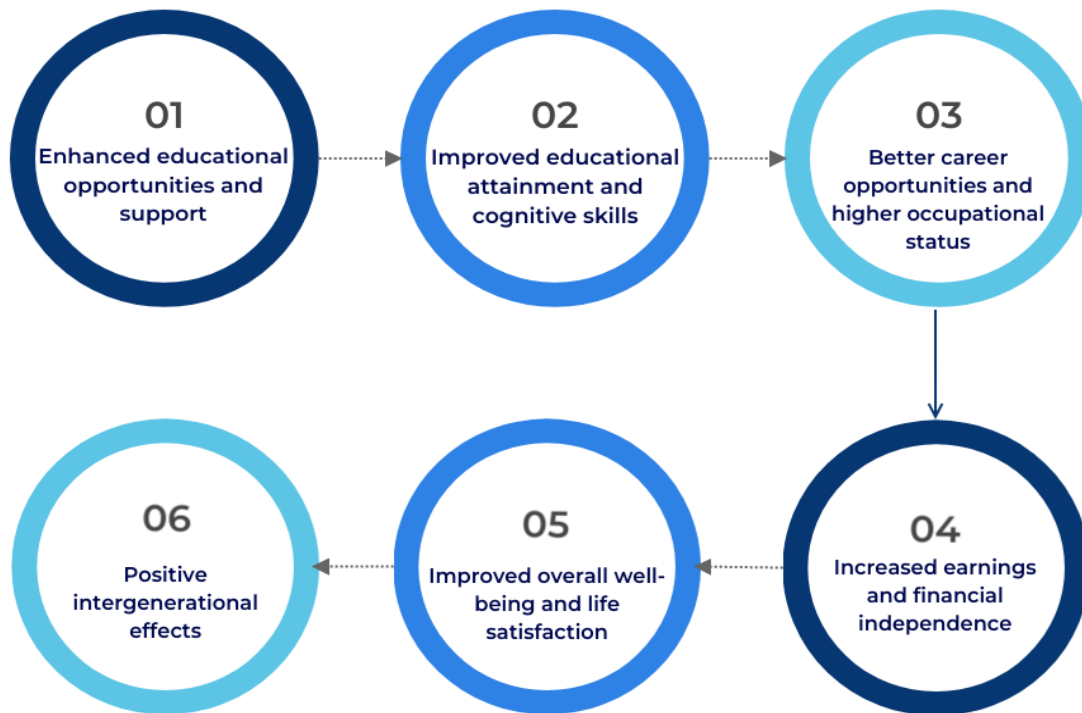 01
Enhanced educational
opportunities and
support
02
Improved educational
attainment and
cognitive skills
03
Better career
opportunities and
higher occupational
status
04
Increased earnings
and financial
independence
05
Improved overall well-
being and life
satisfaction
06
Positive
intergenerational
effects